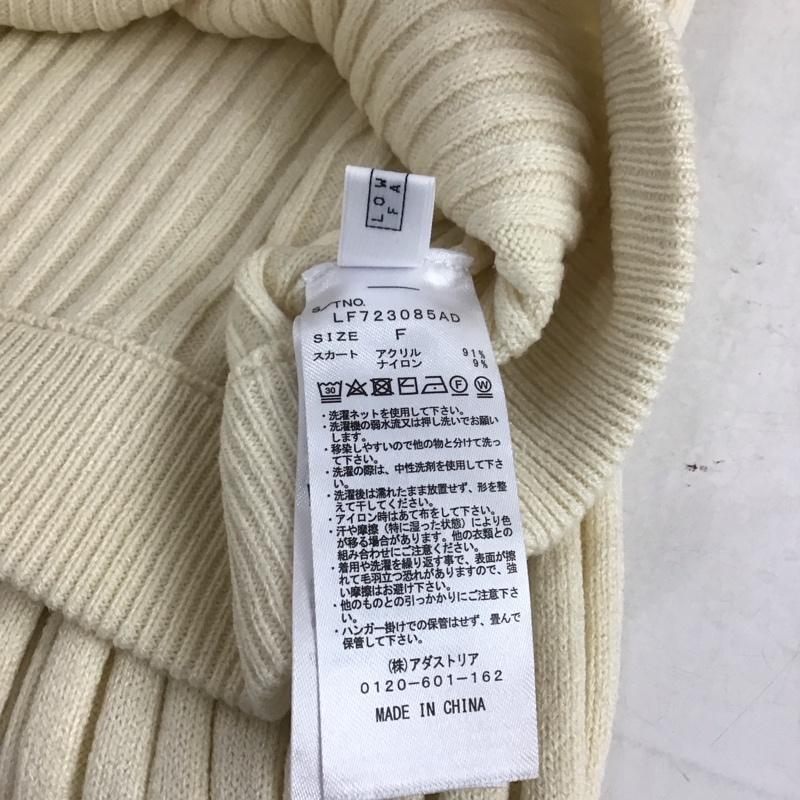 LOW
FA
S/TNO.
LF723085AD
SIZE F
スカート アクリル 91%
ナイロン 9%
30 F W
・洗濯ネットを使用して下さい。
・洗濯機の弱水流又は押し洗いでお願い
します。
・移染しやすいので他の物と分けて洗っ
て下さい。
・洗濯の際は、中性洗剤を使用して下さ
い。
・洗濯後は濡れたまま放置せず、形を整
えて干してください。
・アイロン時はあて布をして下さい。
・汗や摩擦（特に湿った状態）により色
が移る場合があります。他の衣類との
組み合わせにご注意ください。
・着用や洗濯を繰り返す事で、表面が擦
れて毛羽立つ恐れがありますので、強
い摩擦はお避け下さい。
・他のものとの引っかかりにご注意下さ
い。
・ハンガー掛けでの保管はせず、畳んで
保管して下さい。
(株)アダストリア
0120-601-162
MADE IN CHINA